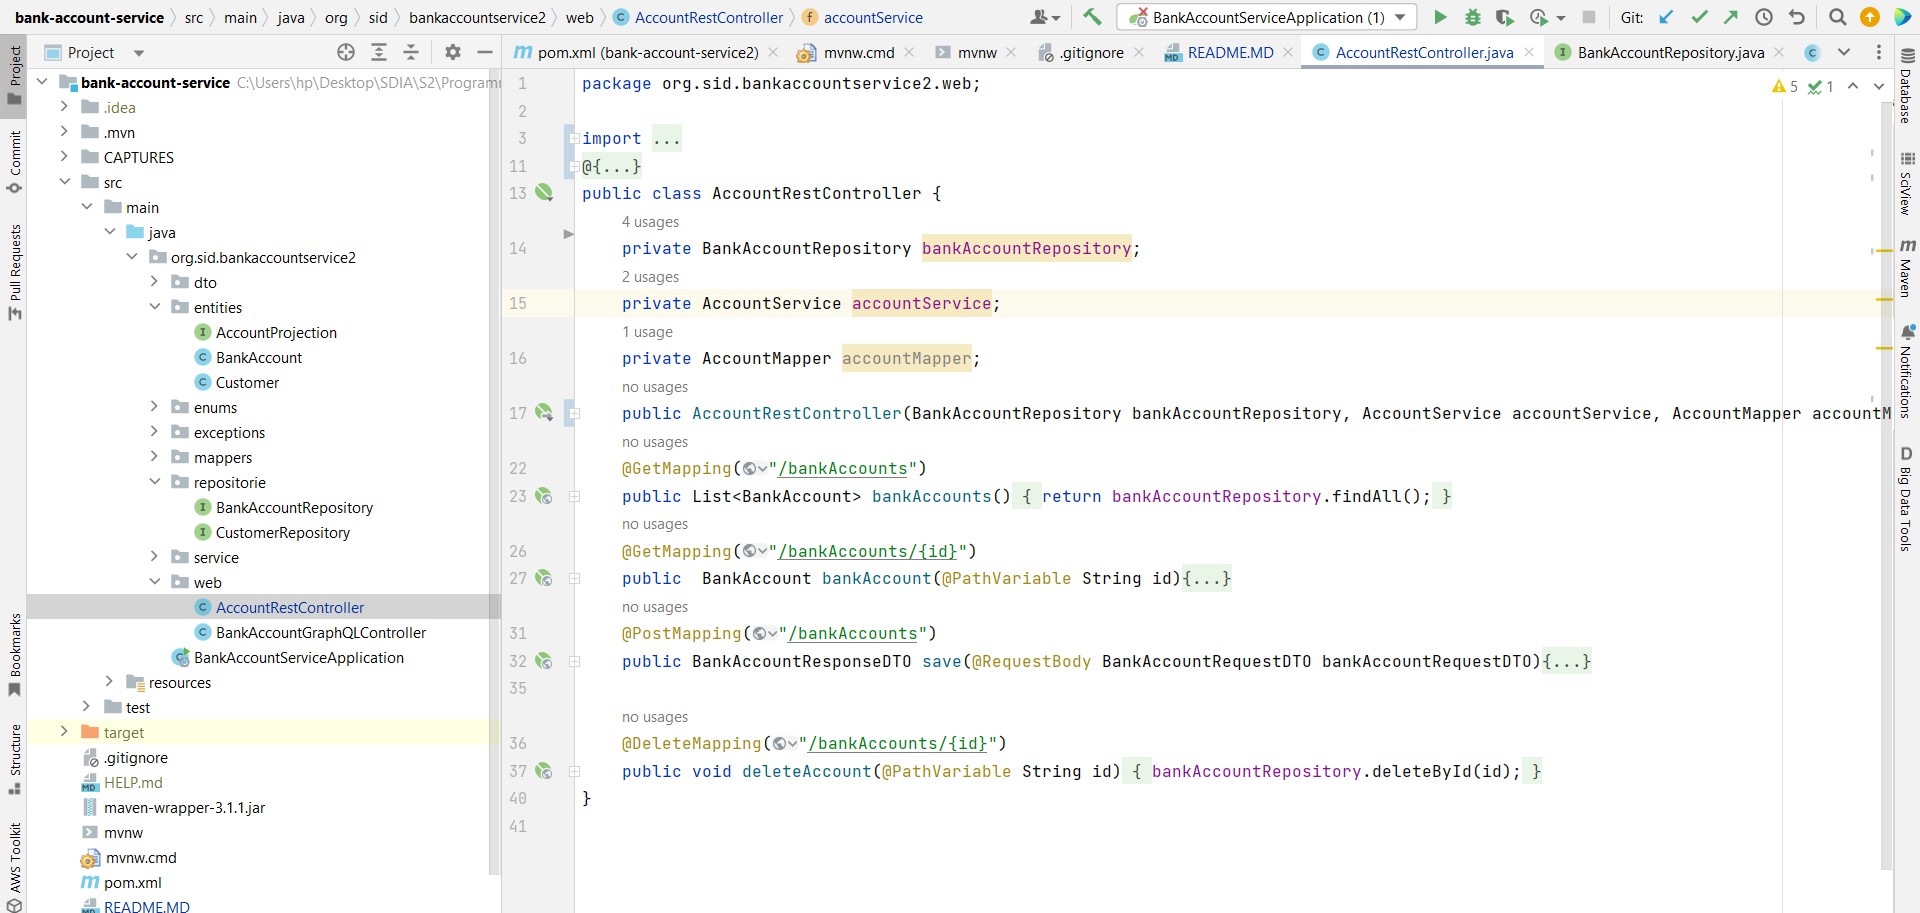 bank-account-service > src > main > java > org > sid > bankaccountservice2 > web > AccountRestController > accountService
BankAccountServiceApplication (1)
Git:
Project
pom.xml (bank-account-service2)
mvnw.cmd
mvnw
.gitignore
README.MD
AccountRestController.java
BankAccountRepository.java
Project
Commit
Pull Requests
Bookmarks
Structure
AWS Toolkit
bank-account-service C:\Users\hp\Desktop\SDIA\S2\Programm
.idea
.mvn
CAPTURES
src
main
java
org.sid.bankaccountservice2
dto
entities
AccountProjection
BankAccount
Customer
enums
exceptions
mappers
repositorie
BankAccountRepository
CustomerRepository
service
web
AccountRestController
BankAccountGraphQLController
BankAccountServiceApplication
resources
test
target
.gitignore
HELP.md
maven-wrapper-3.1.1.jar
mvnw
mvnw.cmd
pom.xml
README.MD
5 1
1 package org.sid.bankaccountservice2.web;
2
3 import ...
11 @{...}
13 public class AccountRestController {
4 usages
14 private BankAccountRepository bankAccountRepository;
2 usages
15 private AccountService accountService;
1 usage
16 private AccountMapper accountMapper;
no usages
17 public AccountRestController(BankAccountRepository bankAccountRepository, AccountService accountService, AccountMapper accountM
no usages
22 @GetMapping("/bankAccounts")
23 public List<BankAccount> bankAccounts() { return bankAccountRepository.findAll(); }
no usages
26 @GetMapping("/bankAccounts/{id}")
27 public  BankAccount bankAccount(@PathVariable String id){...}
no usages
31 @PostMapping("/bankAccounts")
32 public BankAccountResponseDTO save(@RequestBody BankAccountRequestDTO bankAccountRequestDTO){...}
35
no usages
36 @DeleteMapping("/bankAccounts/{id}")
37 public void deleteAccount(@PathVariable String id) { bankAccountRepository.deleteById(id); }
40 }
41
Database
SciView
Maven
Notifications
Big Data Tools